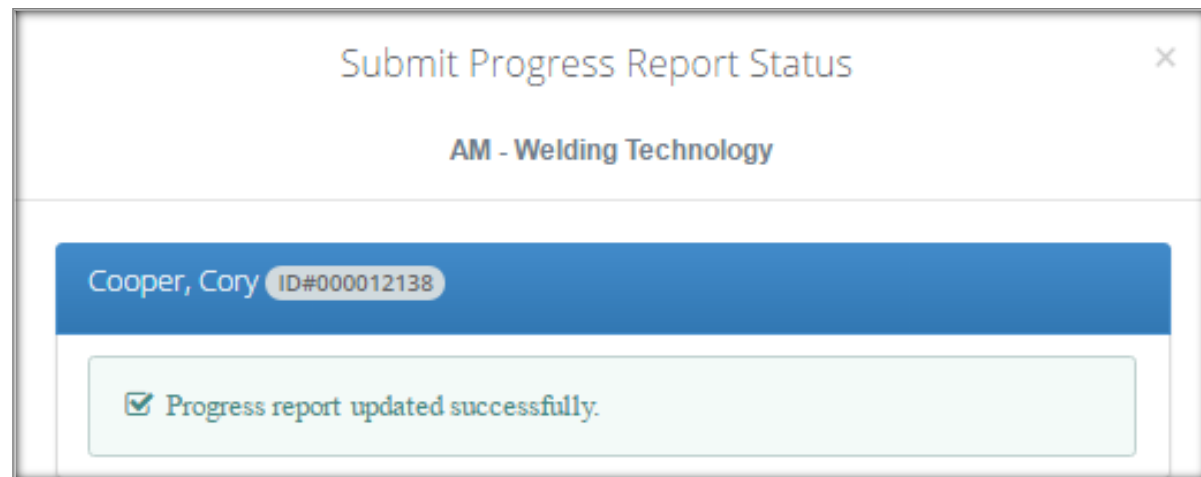 Submit Progress Report Status
×
AM - Welding Technology
Cooper, Cory ID#000012138
Progress report updated successfully.